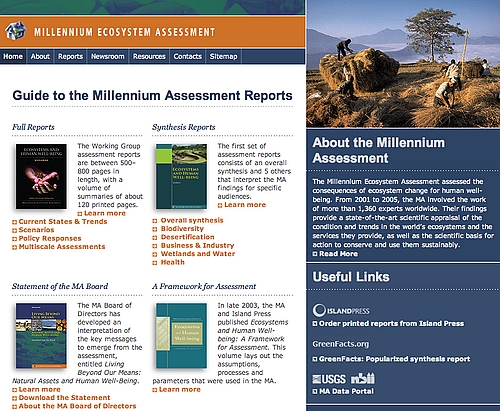 MILLENNIUM ECOSYSTEM ASSESSMENT
Home
About
Reports
Newsroom
Resources
Contacts
Sitemap
Guide to the Millennium Assessment Reports
Full Reports
ECOSYSTEMS AND HUMAN WELL-BEING
The Working Group
assessment reports
are between 500–
800 pages in
length, with a
volume of
summaries of about
120 printed pages.
Learn more
Current States & Trends
Scenarios
Policy Responses
Multiscale Assessments
Synthesis Reports
ECOSYSTEMS AND HUMAN WELL-BEING
The first set of
assessment reports
consists of an overall
synthesis and 5 others
that interpret the MA
findings for specific
audiences.
Learn more
Overall synthesis
Biodiversity
Desertification
Business & Industry
Wetlands and Water
Health
Statement of the MA Board
LIVING BEYOND OUR MEANS
The MA Board of
Directors has
developed an
interpretation of
the key messages
to emerge from the
assessment,
entitled Living
Beyond Our Means:
Natural Assets and Human Well-Being.
Learn more
Download the Statement
About the MA Board of Directors
A Framework for Assessment
ECOSYSTEMS AND HUMAN WELL-BEING
In late 2003, the MA
and Island Press
published Ecosystems
and Human Well-
being: A Framework
for Assessment. This
volume lays out the
assumptions,
processes and
parameters that were used in the MA.
Learn more
About the Millennium
Assessment
The Millennium Ecosystem Assessment assessed the
consequences of ecosystem change for human well-
being. From 2001 to 2005, the MA involved the work
of more than 1,360 experts worldwide. Their findings
provide a state-of-the-art scientific appraisal of the
condition and trends in the world's ecosystems and the
services they provide, as well as the scientific basis for
action to conserve and use them sustainably.
Read More
Useful Links
ISLANDPRESS
Order printed reports from Island Press
GreenFacts.org
GreenFacts: Popularized synthesis report
USGS
MA Data Portal